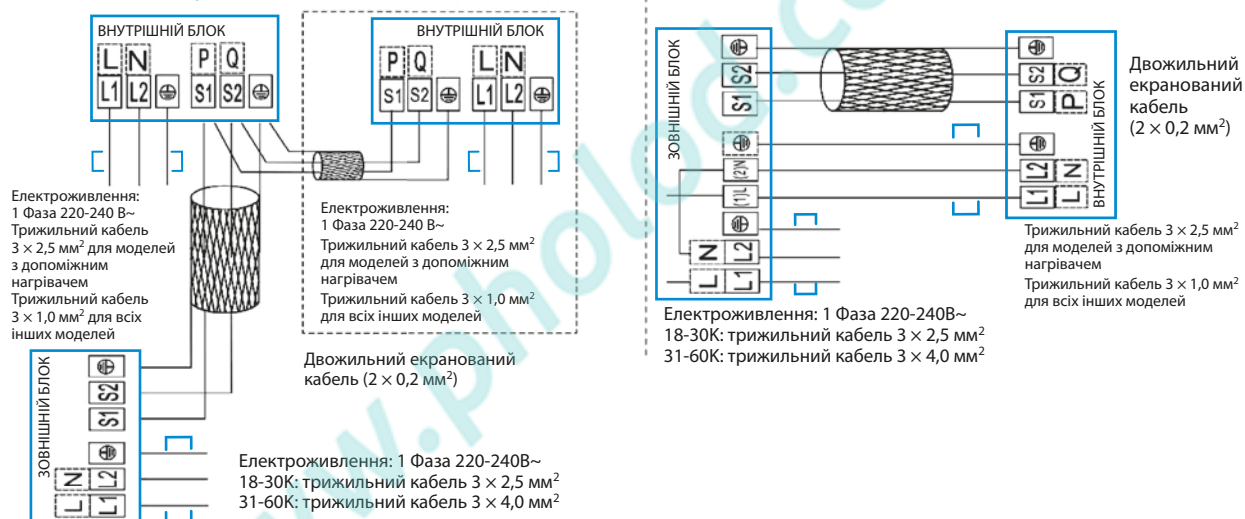 ВНУТРІШНІЙ БЛОК
L N P Q
L1 L2 S1 S2
ВНУТРІШНІЙ БЛОК
P Q L N
S1 S2 L1 L2
Електроживлення:
1 Фаза 220-240 В~
Трижильний кабель
3 × 2,5 мм² для моделей
з допоміжним
нагрівачем
Трижильний кабель
3 × 1,0 мм² для всіх
інших моделей
Електроживлення:
1 Фаза 220-240 В~
Трижильний кабель 3 × 2,5 мм²
для моделей з допоміжним
нагрівачем
Трижильний кабель 3 × 1,0 мм²
для всіх інших моделей
Двожильний екранований
кабель (2 × 0,2 мм²)
ЗОВНІШНІЙ БЛОК
S2
S1
N L2
L L1
Електроживлення: 1 Фаза 220-240В~
18-30K: трижильний кабель 3 × 2,5 мм²
31-60K: трижильний кабель 3 × 4,0 мм²
ЗОВНІШНІЙ БЛОК
S2
S1
(2)N
(1)L
N L2
L L1
ВНУТРІШНІЙ БЛОК
S2 Q
S1 P
L2 N
L1 L
Двожильний
екранований
кабель
(2 × 0,2 мм²)
Трижильний кабель 3 × 2,5 мм²
для моделей з допоміжним
нагрівачем
Трижильний кабель 3 × 1,0 мм²
для всіх інших моделей
Електроживлення: 1 Фаза 220-240В~
18-30K: трижильний кабель 3 × 2,5 мм²
31-60K: трижильний кабель 3 × 4,0 мм²
w.pholod.c